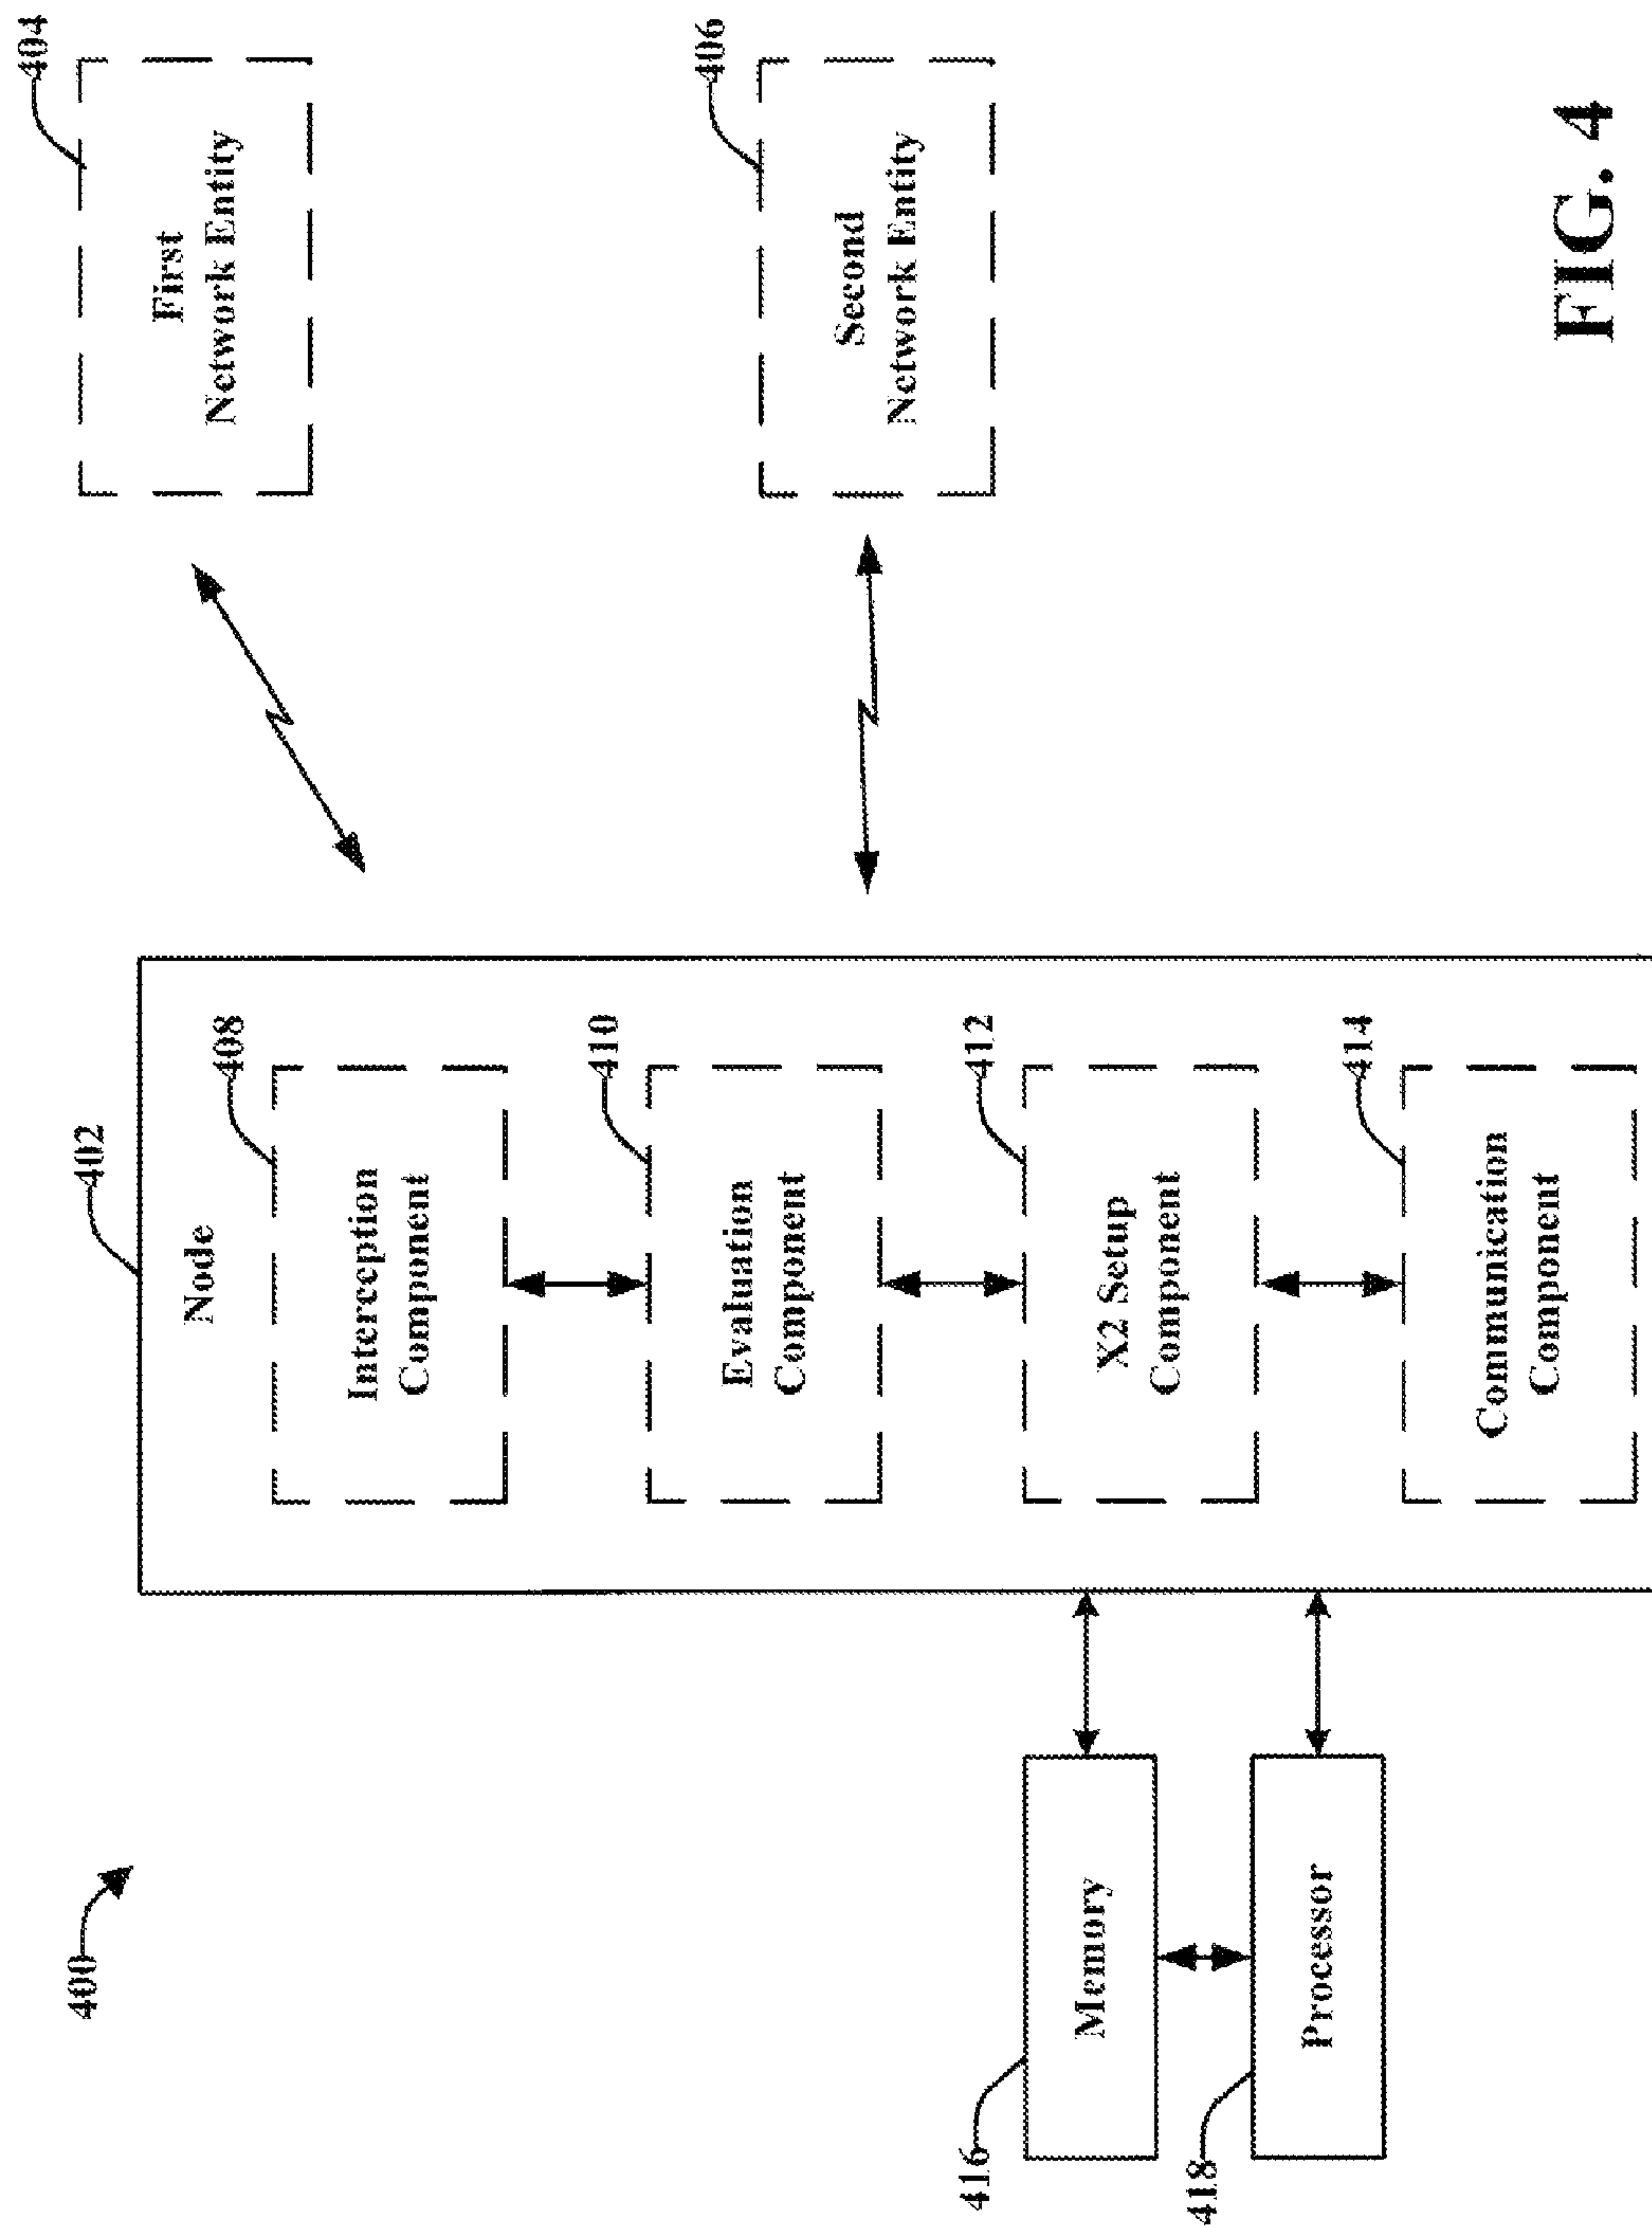 400
402
Node
408
Interception
Component
410
Evaluation
Component
412
X2 Setup
Component
414
Communication
Component
416
Memory
418
Processor
404
First
Network Entity
406
Second
Network Entity
FIG. 4